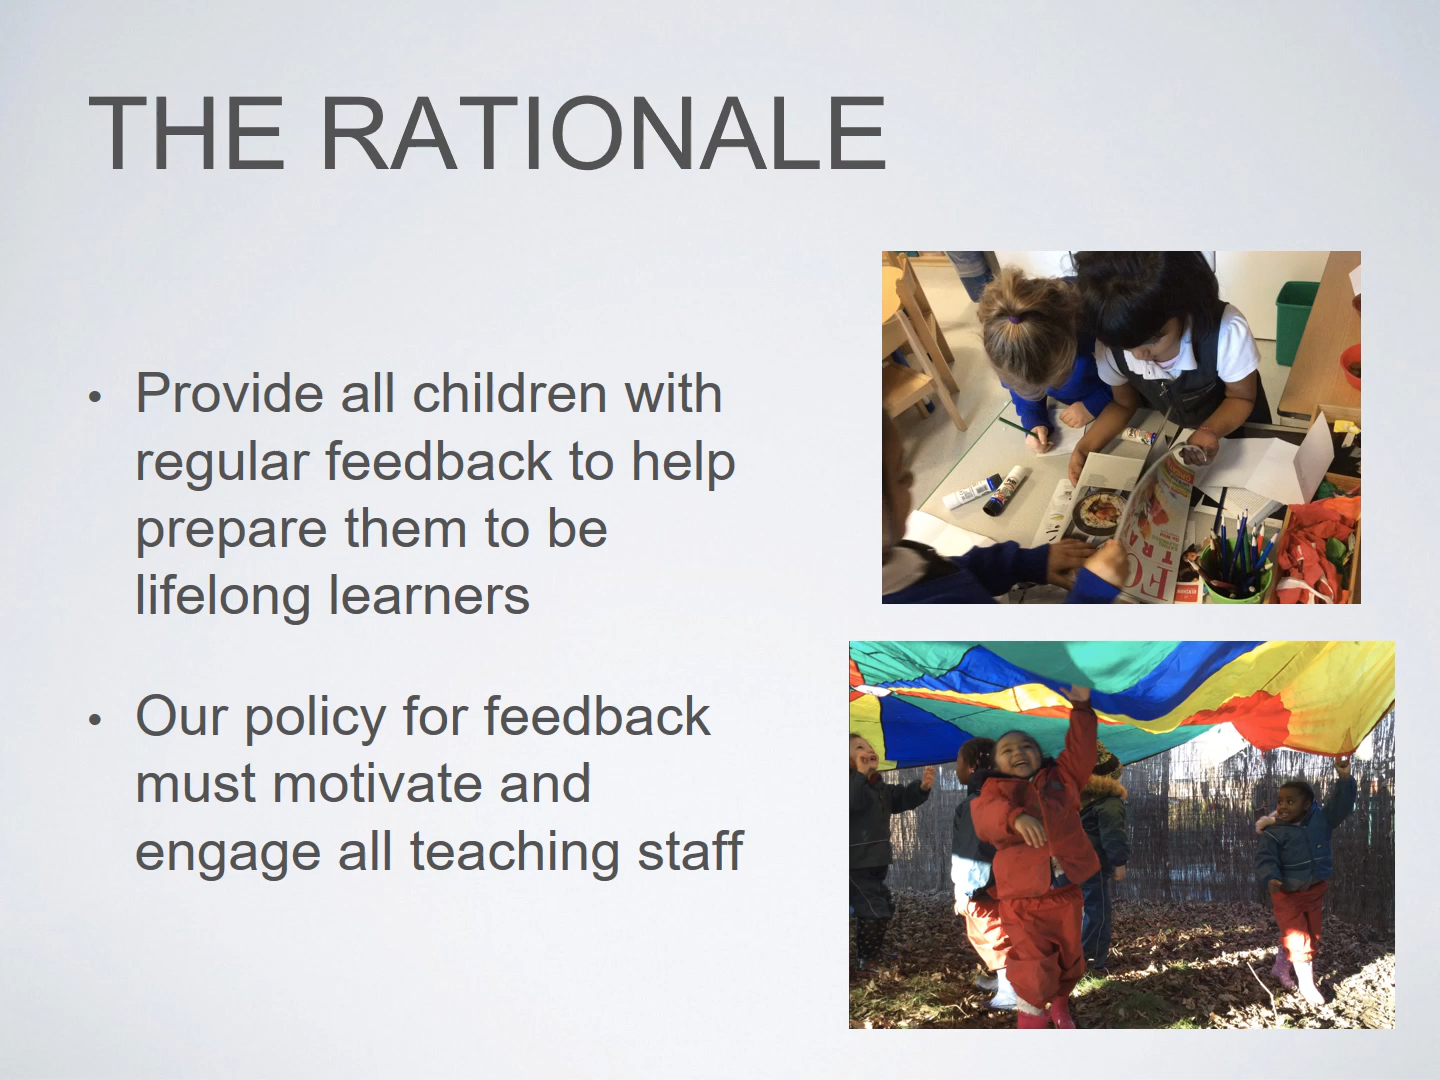 THE RATIONALE
• Provide all children with
regular feedback to help
prepare them to be
lifelong learners
• Our policy for feedback
must motivate and
engage all teaching staff